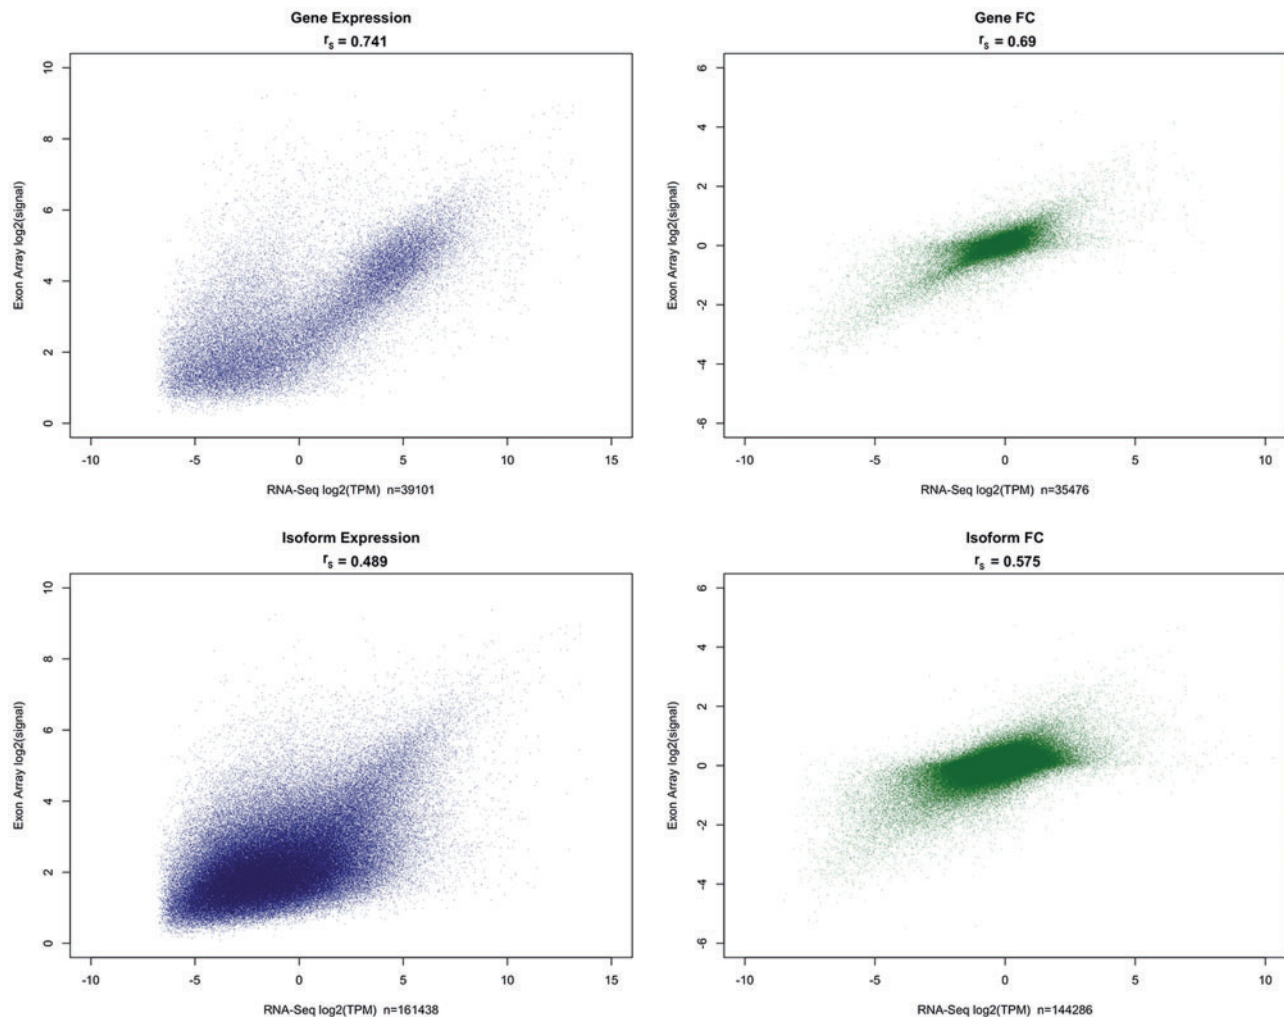 Gene Expression
rs = 0.741
10
8
6
4
2
0
Exon Array log2(signal)
-10 -5 0 5 10 15
RNA-Seq log2(TPM) n=39101
Gene FC
rs = 0.69
6
4
2
0
-2
-4
-6
Exon Array log2(signal)
-10 -5 0 5 10
RNA-Seq log2(TPM) n=35476
Isoform Expression
rs = 0.489
10
8
6
4
2
0
Exon Array log2(signal)
-10 -5 0 5 10 15
RNA-Seq log2(TPM) n=161438
Isoform FC
rs = 0.575
6
4
2
0
-2
-4
-6
Exon Array log2(signal)
-10 -5 0 5 10
RNA-Seq log2(TPM) n=144286